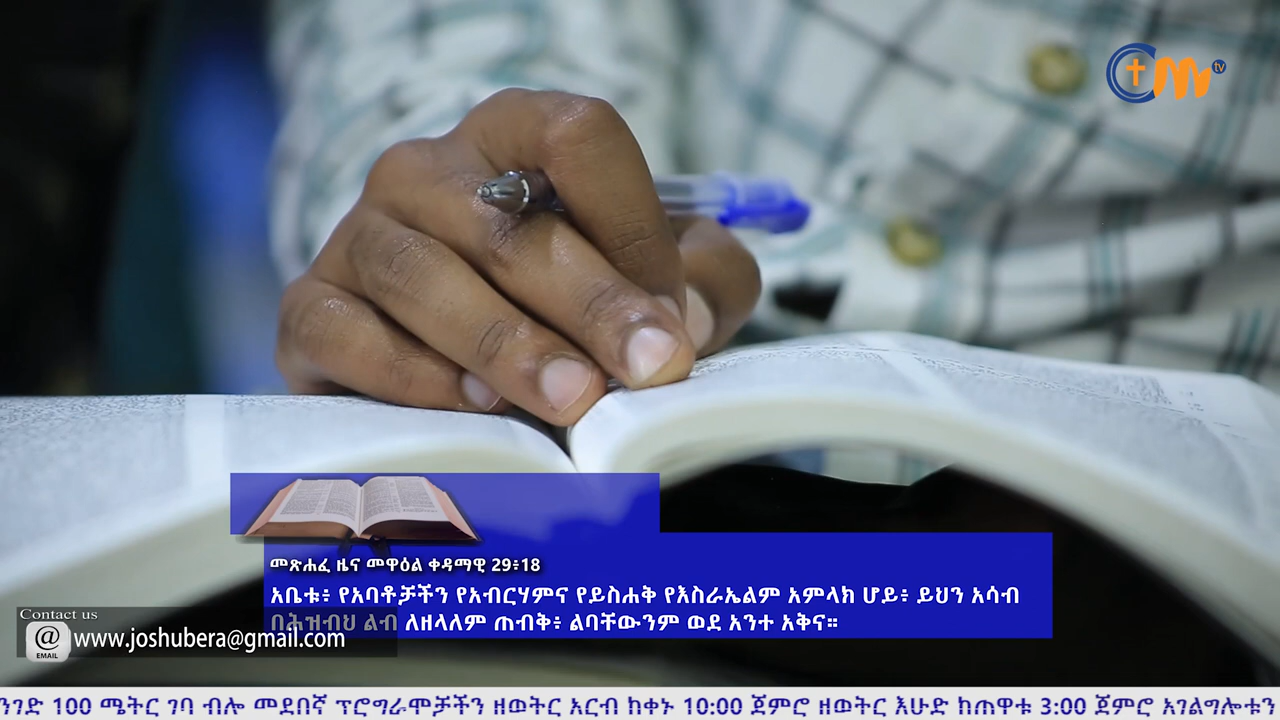 CM tv
መጽሐፈ ዜና መዋዕል ቀዳማዊ 29፥18
አቤቱ፥ የአባቶቻችን የአብርሃምና የይስሐቅ የእስራኤልም አምላክ ሆይ፥ ይህን አሳብ
በሕዝብህ ልብ ለዘላለም ጠብቅ፥ ልባቸውንም ወደ አንተ አቅና።
Contact us
@ www.joshubera@gmail.com
EMAIL
ንገድ 100 ሜትር ገባ ብሎ መደበኛ ፕሮግራሞቻችን ዘወትር አርብ ከቀኑ 10:00 ጀምሮ ዘወትር እሁድ ከጠዋቱ 3:00 ጀምሮ አገልግሎቱን